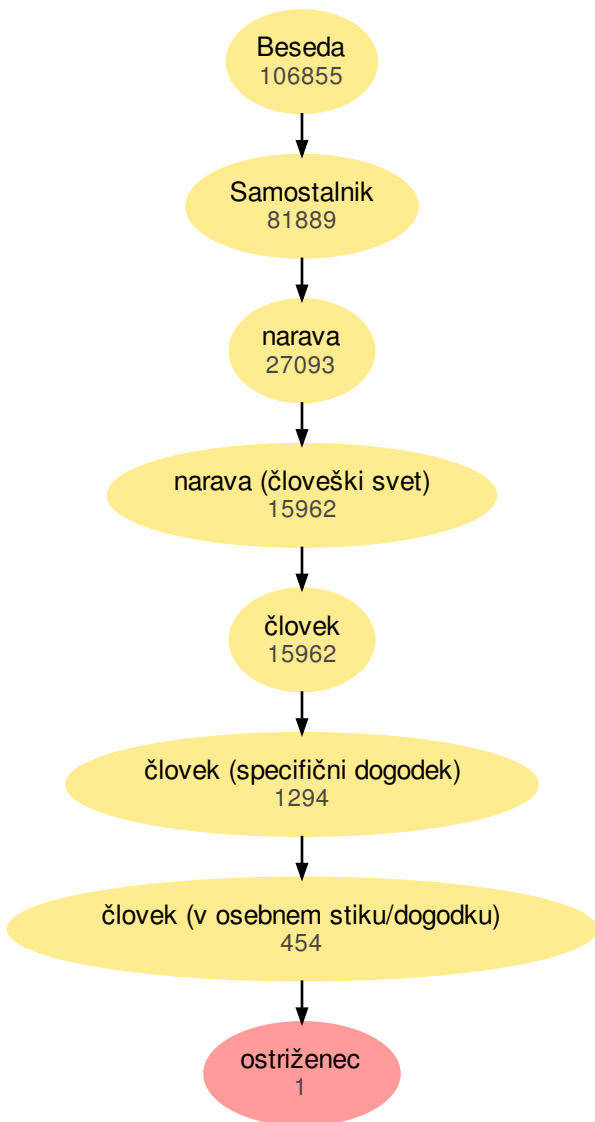 Beseda
106855
Samostalnik
81889
narava
27093
narava (človeški svet)
15962
človek
15962
človek (specifični dogodek)
1294
človek (v osebnem stiku/dogodku)
454
ostriženec
1